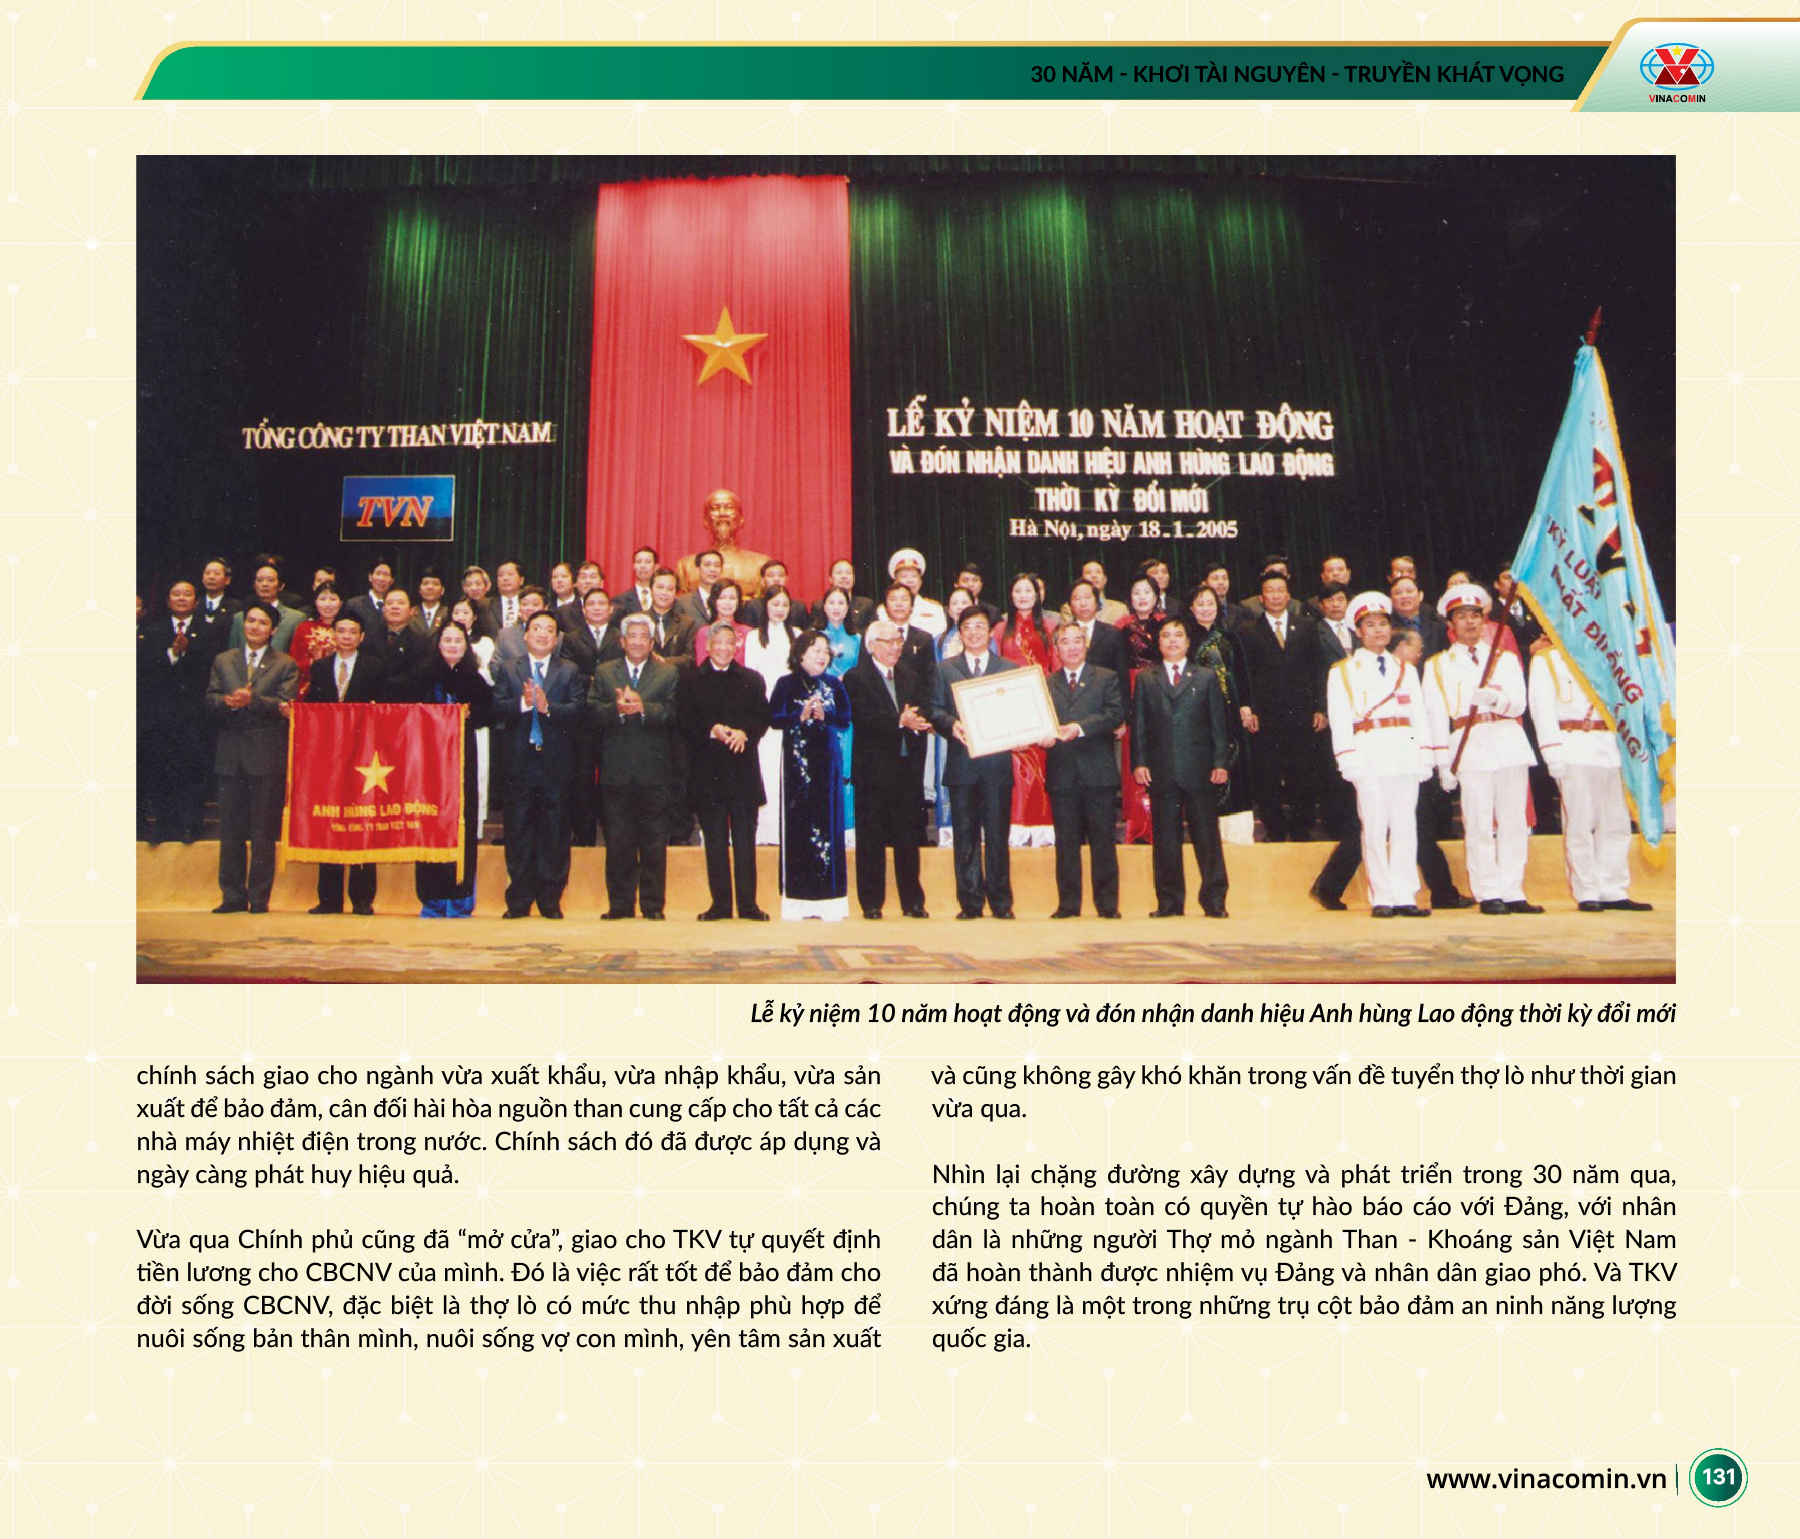 30 NĂM - KHƠI TÀI NGUYÊN - TRUYỀN KHÁT VỌNG
VINACOMIN
TỔNG CÔNG TY THAN VIỆT NAM
TVN
LỄ KỶ NIỆM 10 NĂM HOẠT ĐỘNG
VÀ ĐÓN NHẬN DANH HIỆU ANH HÙNG LAO ĐỘNG
THỜI KỲ ĐỔI MỚI
Hà Nội, ngày 18-1-2005
"KỶ LUẬT
ANH HÙNG LAO ĐỘNG
TỔNG CÔNG TY THAN VIỆT NAM
Lễ kỷ niệm 10 năm hoạt động và đón nhận danh hiệu Anh hùng Lao động thời kỳ đổi mới
chính sách giao cho ngành vừa xuất khẩu, vừa nhập khẩu, vừa sản
xuất để bảo đảm, cân đối hài hòa nguồn than cung cấp cho tất cả các
nhà máy nhiệt điện trong nước. Chính sách đó đã được áp dụng và
ngày càng phát huy hiệu quả.
Vừa qua Chính phủ cũng đã “mở cửa”, giao cho TKV tự quyết định
tiền lương cho CBCNV của mình. Đó là việc rất tốt để bảo đảm cho
đời sống CBCNV, đặc biệt là thợ lò có mức thu nhập phù hợp để
nuôi sống bản thân mình, nuôi sống vợ con mình, yên tâm sản xuất
và cũng không gây khó khăn trong vấn đề tuyển thợ lò như thời gian
vừa qua.
Nhìn lại chặng đường xây dựng và phát triển trong 30 năm qua,
chúng ta hoàn toàn có quyền tự hào báo cáo với Đảng, với nhân
dân là những người Thợ mỏ ngành Than - Khoáng sản Việt Nam
đã hoàn thành được nhiệm vụ Đảng và nhân dân giao phó. Và TKV
xứng đáng là một trong những trụ cột bảo đảm an ninh năng lượng
quốc gia.
www.vinacomin.vn
131